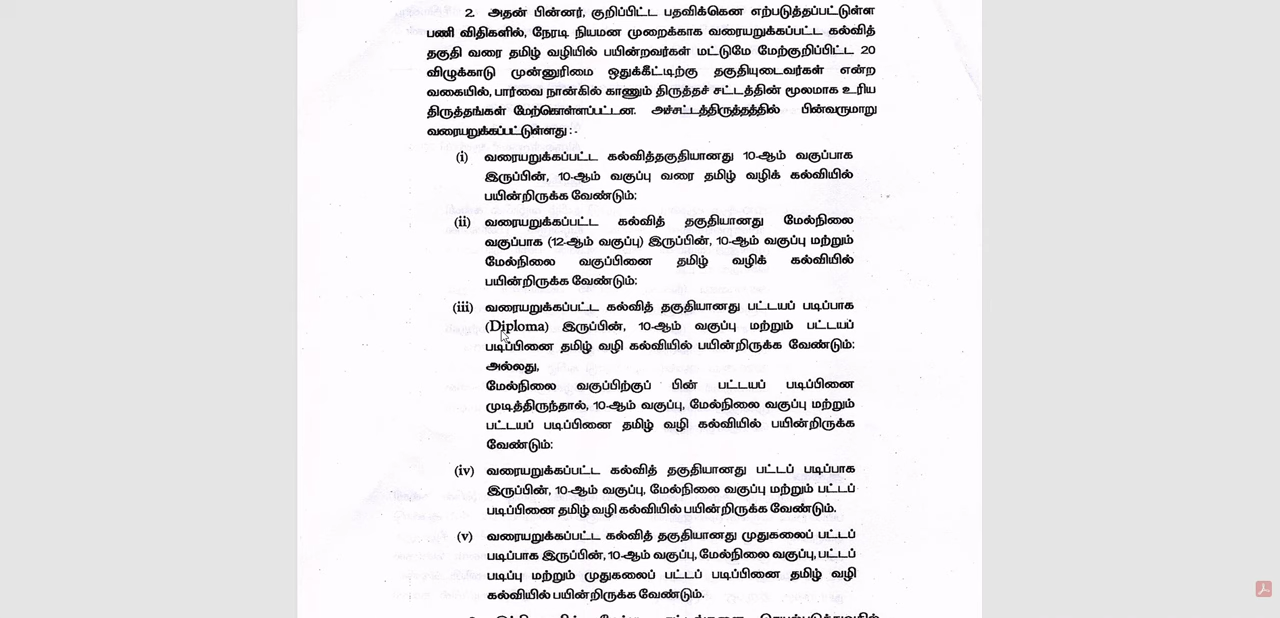 2. அதன் பின்னர், குறிப்பிட்ட பதவிக்கென எற்படுத்தப்பட்டுள்ள
பணி விதிகளில், நேரடி நியமன முறைக்காக வரையறுக்கப்பட்ட கல்வித்
தகுதி வரை தமிழ் வழியில் பயின்றவர்கள் மட்டுமே மேற்குறிப்பிட்ட 20
விழுக்காடு முன்னுரிமை ஒதுக்கீட்டிற்கு தகுதியுடைவர்கள் என்ற
வகையில், பார்வை நான்கில் காணும் திருத்தச் சட்டத்தின் மூலமாக உரிய
திருத்தங்கள் மேற்கொள்ளப்பட்டன. அச்சட்டத்திருத்தத்தில் பின்வருமாறு
வரையறுக்கப்பட்டுள்ளது : -
(i) வரையறுக்கப்பட்ட கல்வித்தகுதியானது 10-ஆம் வகுப்பாக
இருப்பின், 10-ஆம் வகுப்பு வரை தமிழ் வழிக் கல்வியில்
பயின்றிருக்க வேண்டும்;
(ii) வரையறுக்கப்பட்ட கல்வித் தகுதியானது மேல்நிலை
வகுப்பாக (12-ஆம் வகுப்பு) இருப்பின், 10-ஆம் வகுப்பு மற்றும்
மேல்நிலை வகுப்பினை தமிழ் வழிக் கல்வியில்
பயின்றிருக்க வேண்டும்;
(iii) வரையறுக்கப்பட்ட கல்வித் தகுதியானது பட்டயப் படிப்பாக
(Diploma) இருப்பின், 10-ஆம் வகுப்பு மற்றும் பட்டயப்
படிப்பினை தமிழ் வழி கல்வியில் பயின்றிருக்க வேண்டும்:
அல்லது,
மேல்நிலை வகுப்பிற்குப் பின் பட்டயப் படிப்பினை
முடித்திருந்தால், 10-ஆம் வகுப்பு, மேல்நிலை வகுப்பு மற்றும்
பட்டயப் படிப்பினை தமிழ் வழி கல்வியில் பயின்றிருக்க
வேண்டும்;
(iv) வரையறுக்கப்பட்ட கல்வித் தகுதியானது பட்டப் படிப்பாக
இருப்பின், 10-ஆம் வகுப்பு, மேல்நிலை வகுப்பு மற்றும் பட்டப்
படிப்பினை தமிழ் வழி கல்வியில் பயின்றிருக்க வேண்டும்.
(v) வரையறுக்கப்பட்ட கல்வித் தகுதியானது முதுகலைப் பட்டப்
படிப்பாக இருப்பின், 10-ஆம் வகுப்பு, மேல்நிலை வகுப்பு, பட்டப்
படிப்பு மற்றும் முதுகலைப் பட்டப் படிப்பினை தமிழ் வழி
கல்வியில் பயின்றிருக்க வேண்டும்.